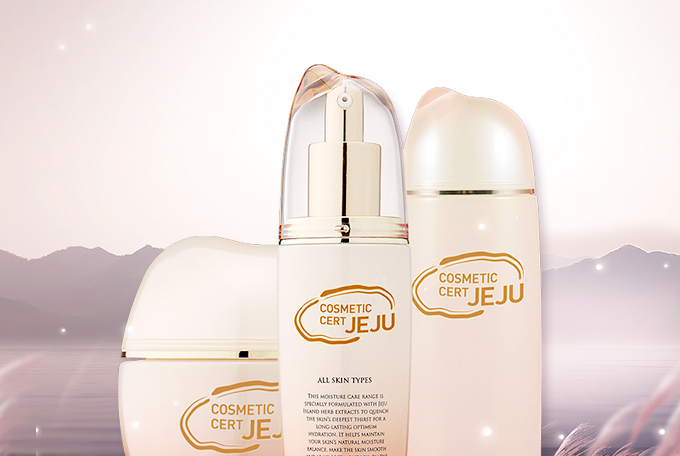 COSMETIC
CERT JEJU
ALL SKIN TYPES
THIS MOISTURE CARE RANGE IS
SPECIALLY FORMULATED WITH JEJU
ISLAND HERB EXTRACTS TO QUENCH
THE SKIN'S DEEPEST THIRST FOR A
LONG-LASTING OPTIMUM
HYDRATION. IT HELPS MAINTAIN
YOUR SKIN'S NATURAL MOISTURE
BALANCE, MAKE THE SKIN SMOOTH
COSMETIC
CERT JEJU
COSMETIC
CERT JEJU